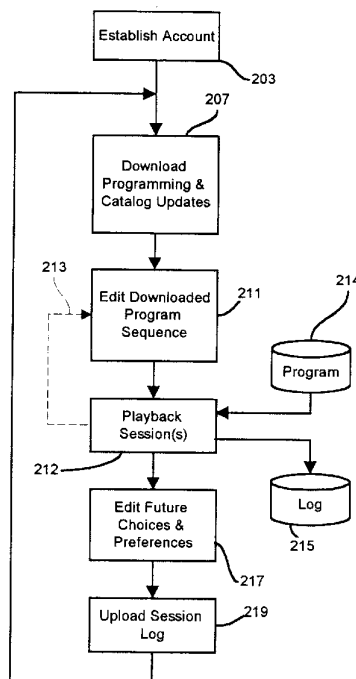 Establish Account
203
207
Download
Programming &
Catalog Updates
213
Edit Downloaded
Program
Sequence
211
214
Program
Playback
Session(s)
212
Log
215
Edit Future
Choices &
Preferences
217
Upload Session
Log
219